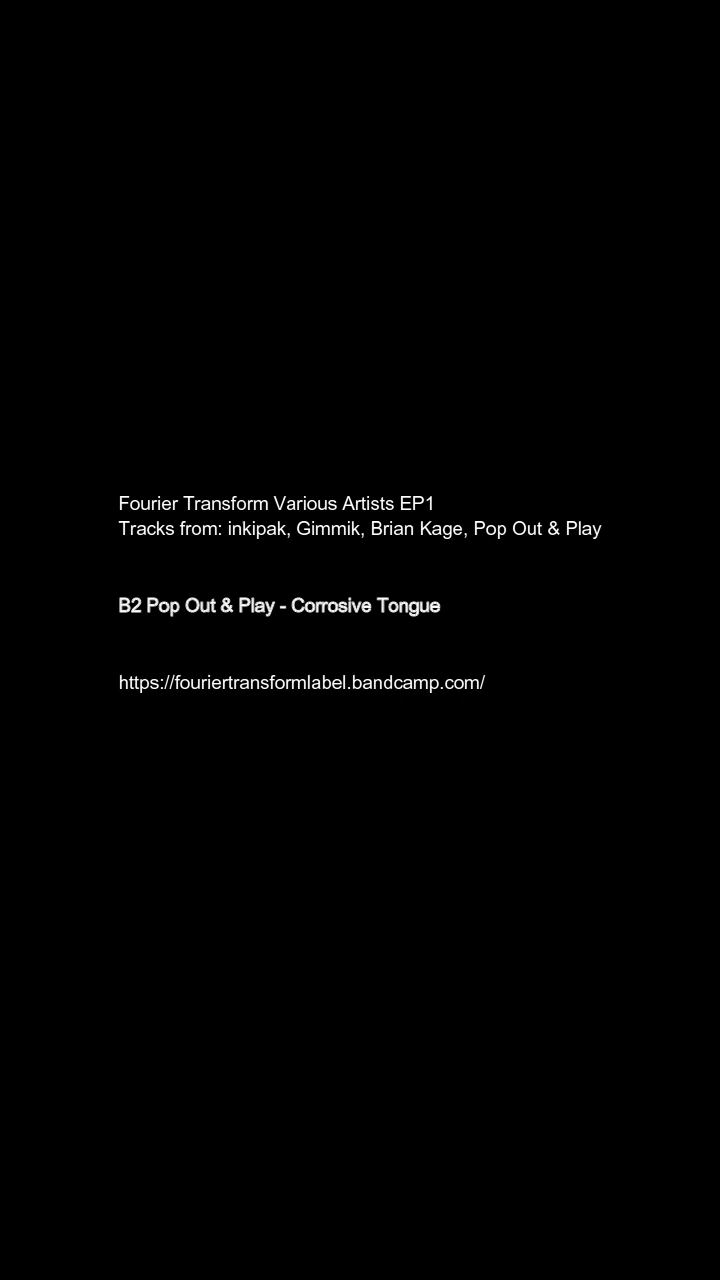 Fourier Transform Various Artists EP1
Tracks from: inkipak, Gimmik, Brian Kage, Pop Out & Play
B2 Pop Out & Play - Corrosive Tongue
https://fouriertransformlabel.bandcamp.com/